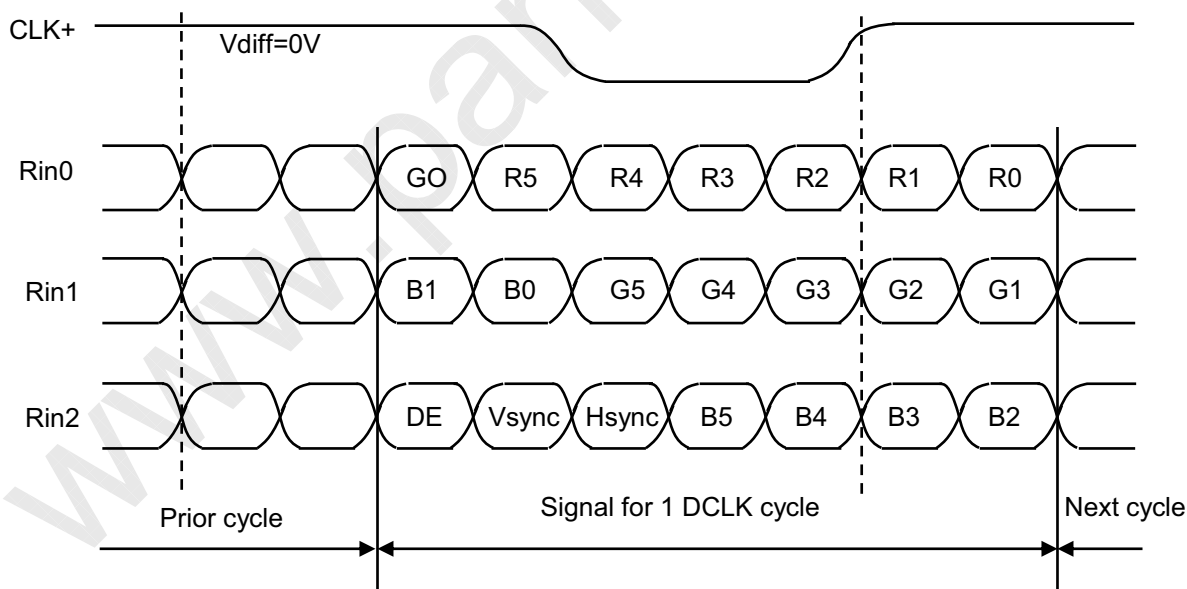 CLK+
Vdiff=0V
Rin0
GO R5 R4 R3 R2 R1 R0
Rin1
B1 B0 G5 G4 G3 G2 G1
Rin2
DE Vsync Hsync B5 B4 B3 B2
Prior cycle
Signal for 1 DCLK cycle
Next cycle